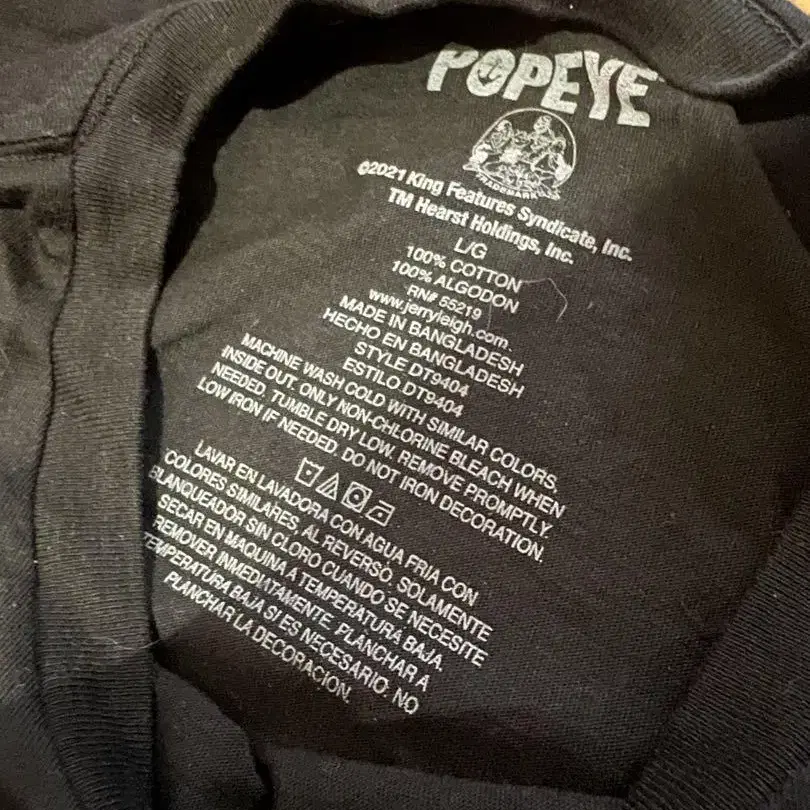 POPEYE
TRADEMARK
©2021 King Features Syndicate, Inc.
TM Hearst Holdings, Inc.
L/G
100% COTTON
100% ALGODON
RN# 55219
www.jerryleigh.com
MADE IN BANGLADESH
HECHO EN BANGLADESH
STYLE DT9404
ESTILO DT9404
MACHINE WASH COLD WITH SIMILAR COLORS,
INSIDE OUT. ONLY NON-CHLORINE BLEACH WHEN
NEEDED. TUMBLE DRY LOW. REMOVE PROMPTLY.
LOW IRON IF NEEDED. DO NOT IRON DECORATION.
LAVAR EN LAVADORA CON AGUA FRIA CON
COLORES SIMILARES, AL REVERSO. SOLAMENTE
BLANQUEADOR SIN CLORO CUANDO SE NECESITE
SECAR EN MAQUINA A TEMPERATURA BAJA.
REMOVER INMEDIATAMENTE. PLANCHAR A
TEMPERATURA BAJA SI ES NECESARIO. NO
PLANCHAR LA DECORACION.